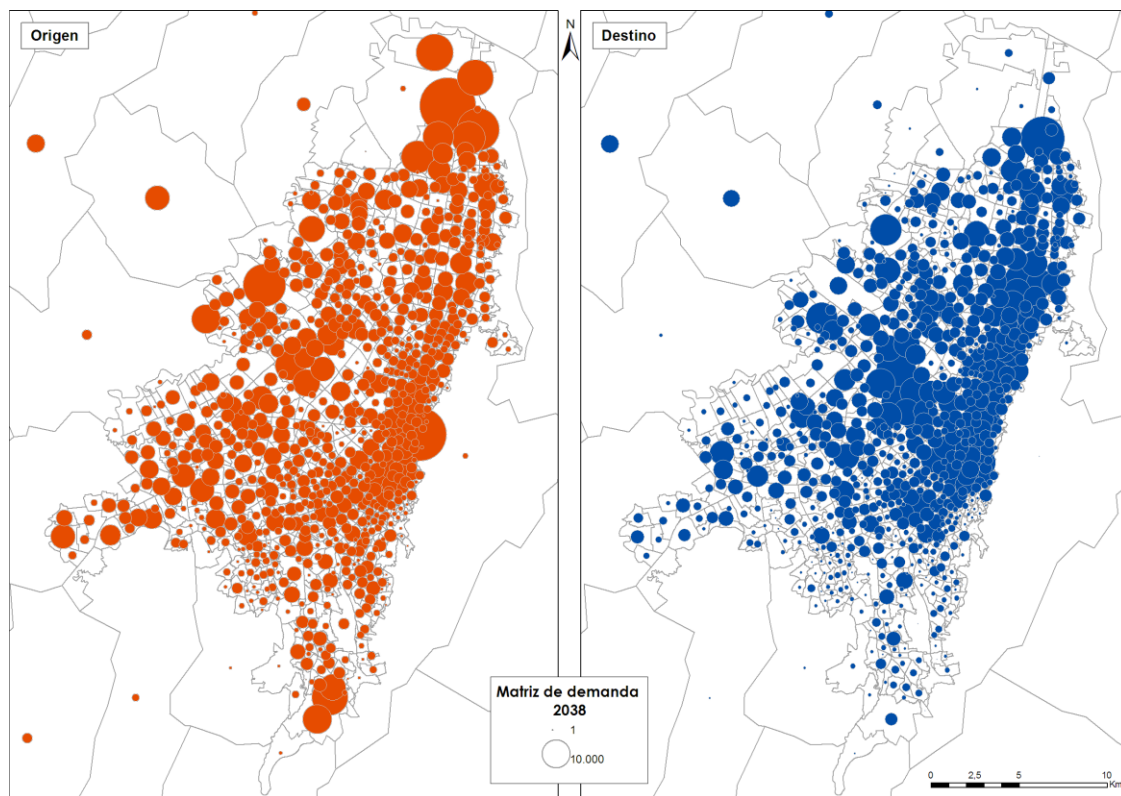 Origen
N
Destino
Matriz de demanda
2038
1
10.000
0 2,5 5 10
Km